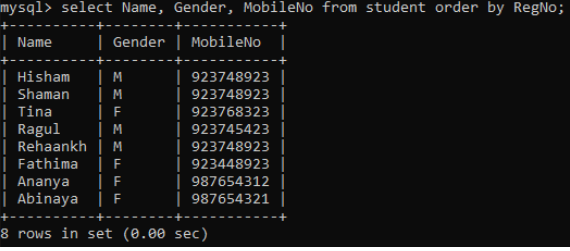 mysql> select Name, Gender, MobileNo from student order by RegNo;
+----------+--------+-----------+
| Name     | Gender | MobileNo  |
+----------+--------+-----------+
| Hisham   | M      | 923748923 |
| Shaman   | M      | 923748923 |
| Tina     | F      | 923768323 |
| Ragul    | M      | 923745423 |
| Rehaankh | M      | 923748923 |
| Fathima  | F      | 923448923 |
| Ananya   | F      | 987654312 |
| Abinaya  | F      | 987654321 |
+----------+--------+-----------+
8 rows in set (0.00 sec)